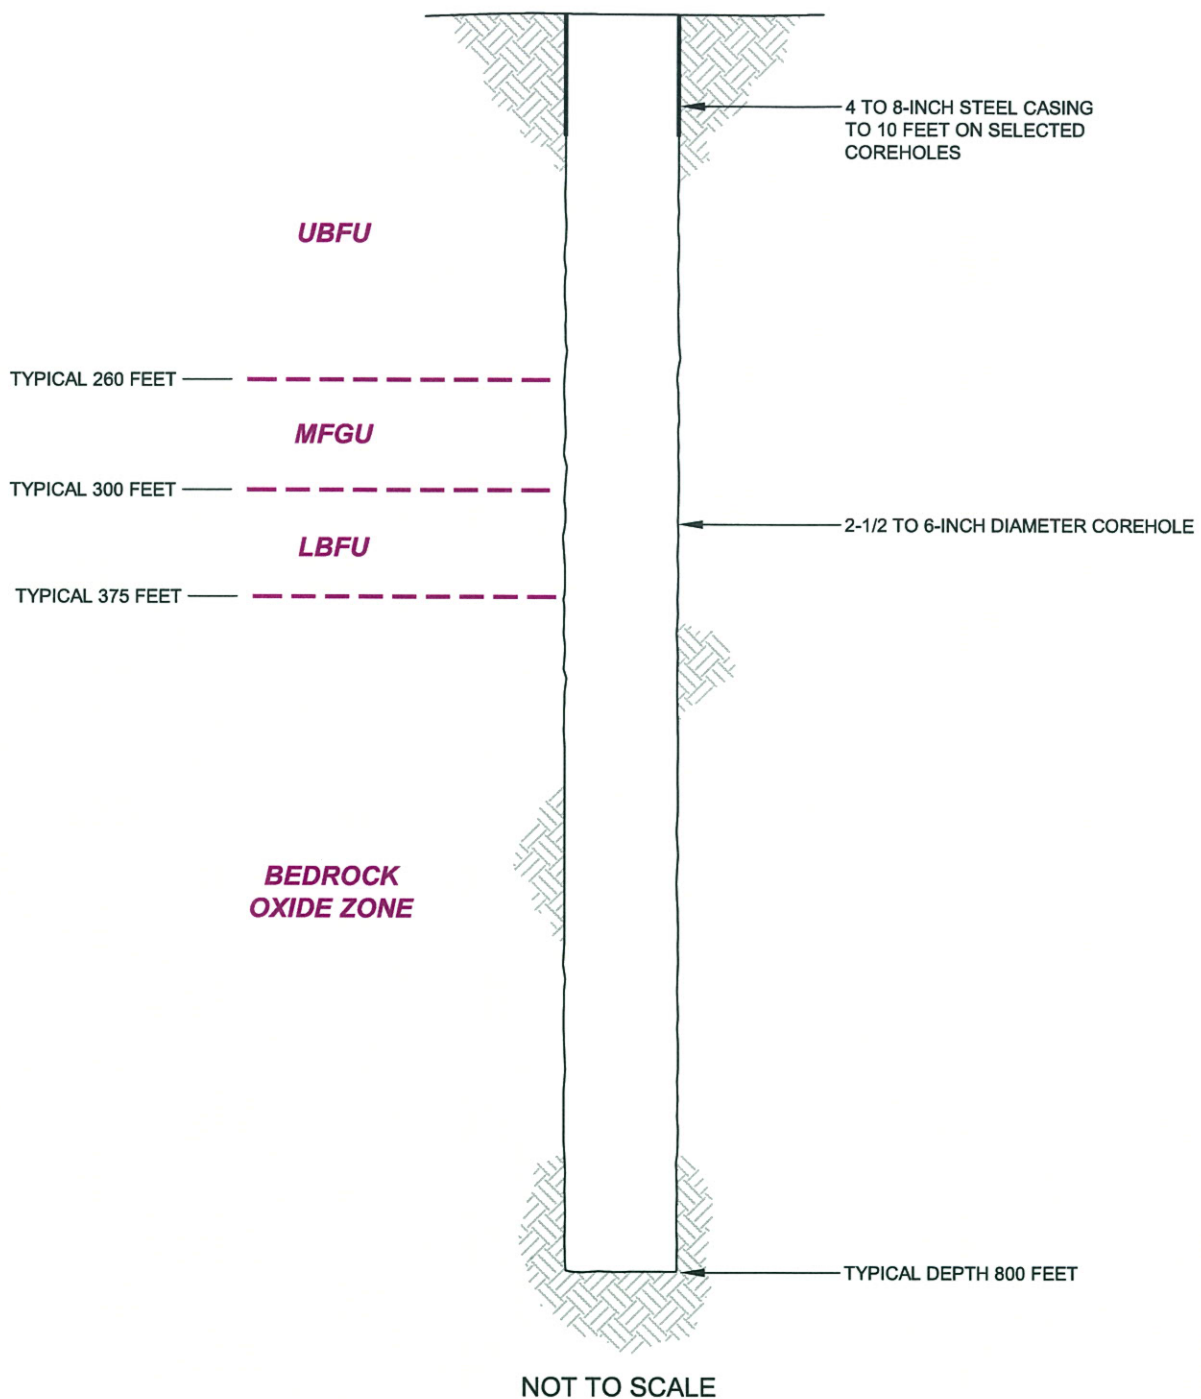 4 TO 8-INCH STEEL CASING
TO 10 FEET ON SELECTED
COREHOLES
UBFU
TYPICAL 260 FEET
MFGU
TYPICAL 300 FEET
2-1/2 TO 6-INCH DIAMETER COREHOLE
LBFU
TYPICAL 375 FEET
BEDROCK
OXIDE ZONE
TYPICAL DEPTH 800 FEET
NOT TO SCALE